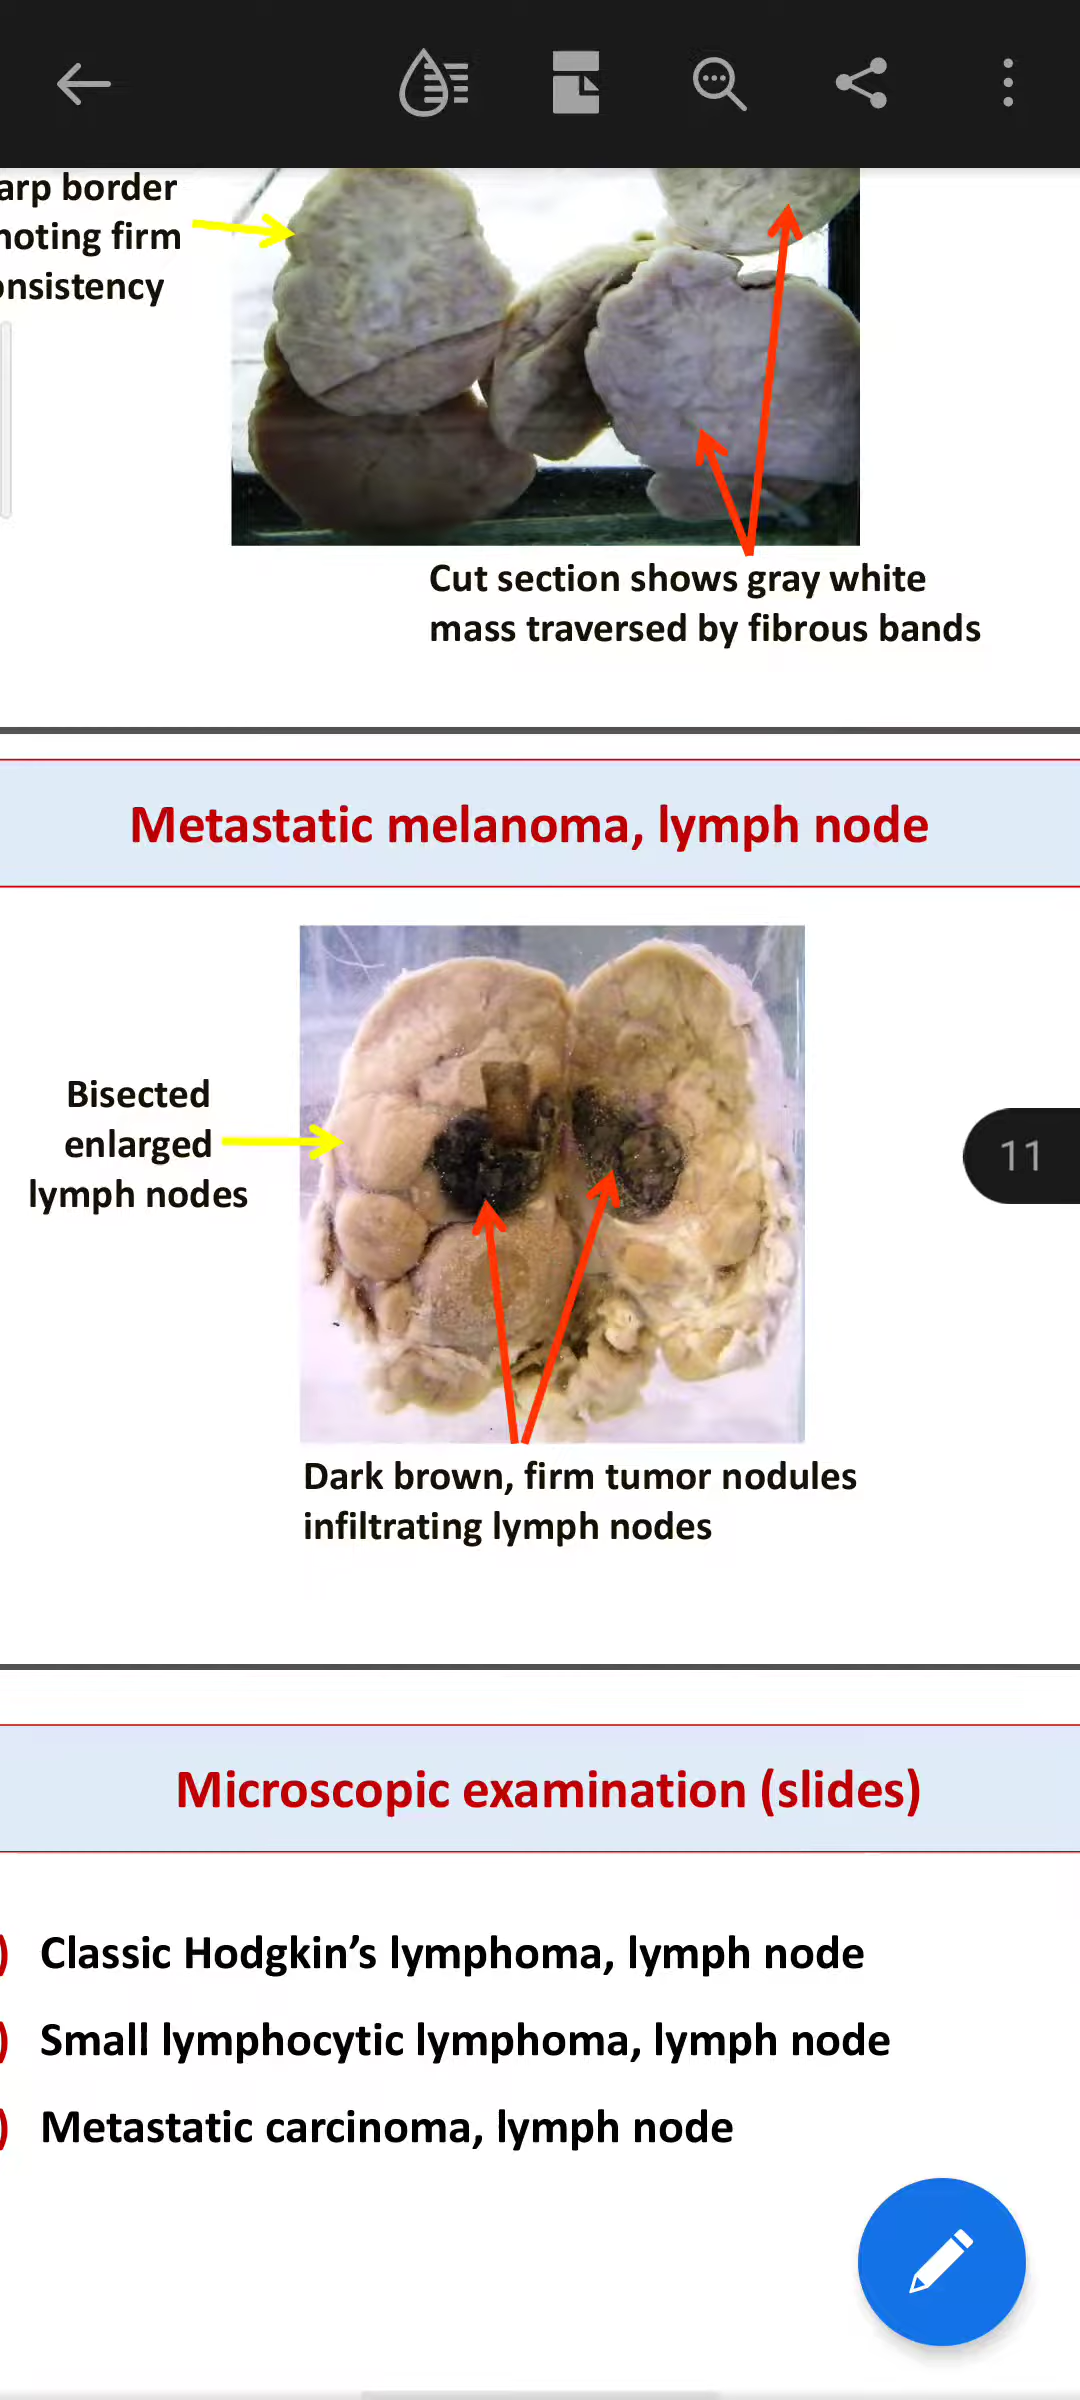 arp border
noting firm
onsistency
Cut section shows gray white
mass traversed by fibrous bands
Metastatic melanoma, lymph node
Bisected
enlarged
lymph nodes
11
Dark brown, firm tumor nodules
infiltrating lymph nodes
Microscopic examination (slides)
) Classic Hodgkin’s lymphoma, lymph node
) Small lymphocytic lymphoma, lymph node
) Metastatic carcinoma, lymph node